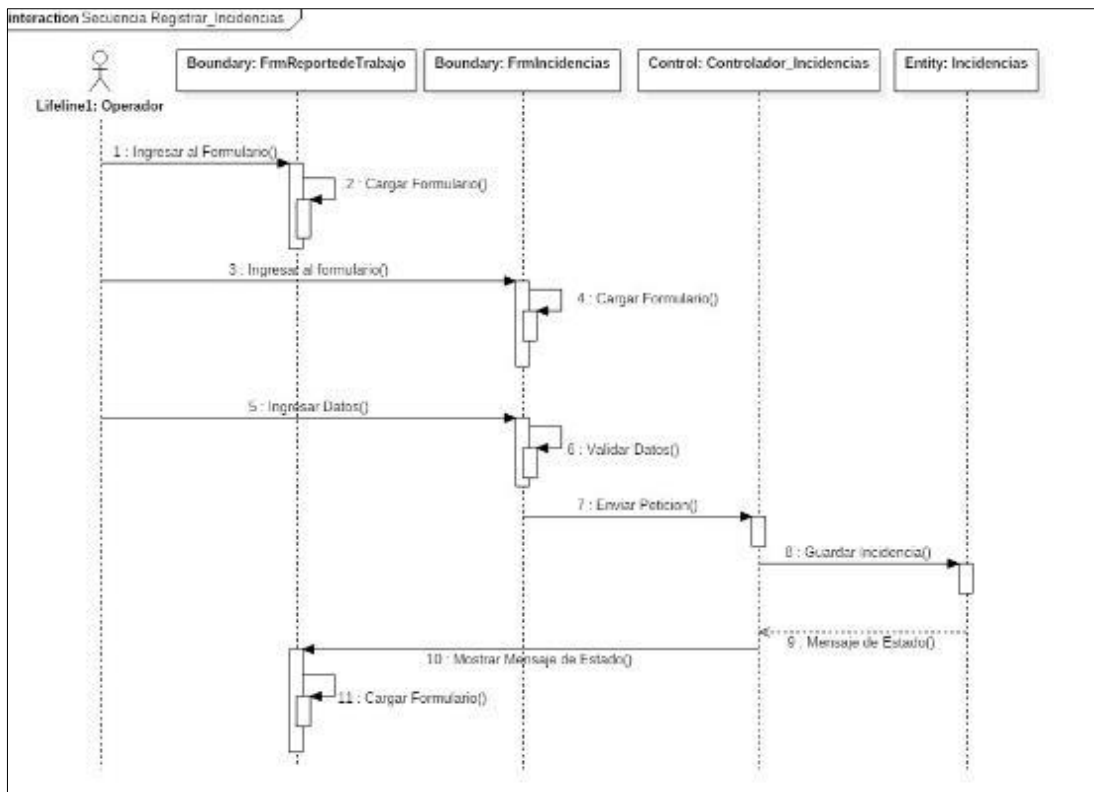 interaction Secuencia Registrar_Incidencias
Boundary: FrmReportedeTrabajo
Boundary: FrmIncidencias
Control: Controlador_Incidencias
Entity: Incidencias
Lifeline1: Operador
1 : Ingresar al Formulario()
2 : Cargar Formulario()
3 : Ingresar al formulario()
4 : Cargar Formulario()
5 : Ingresar Datos()
6 : Validar Datos()
7 : Enviar Peticion()
8 : Guardar Incidencia()
9 : Mensaje de Estado()
10 : Mostrar Mensaje de Estado()
11 : Cargar Formulario()